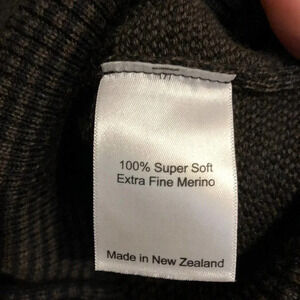 100% Super Soft
Extra Fine Merino
Made in New Zealand